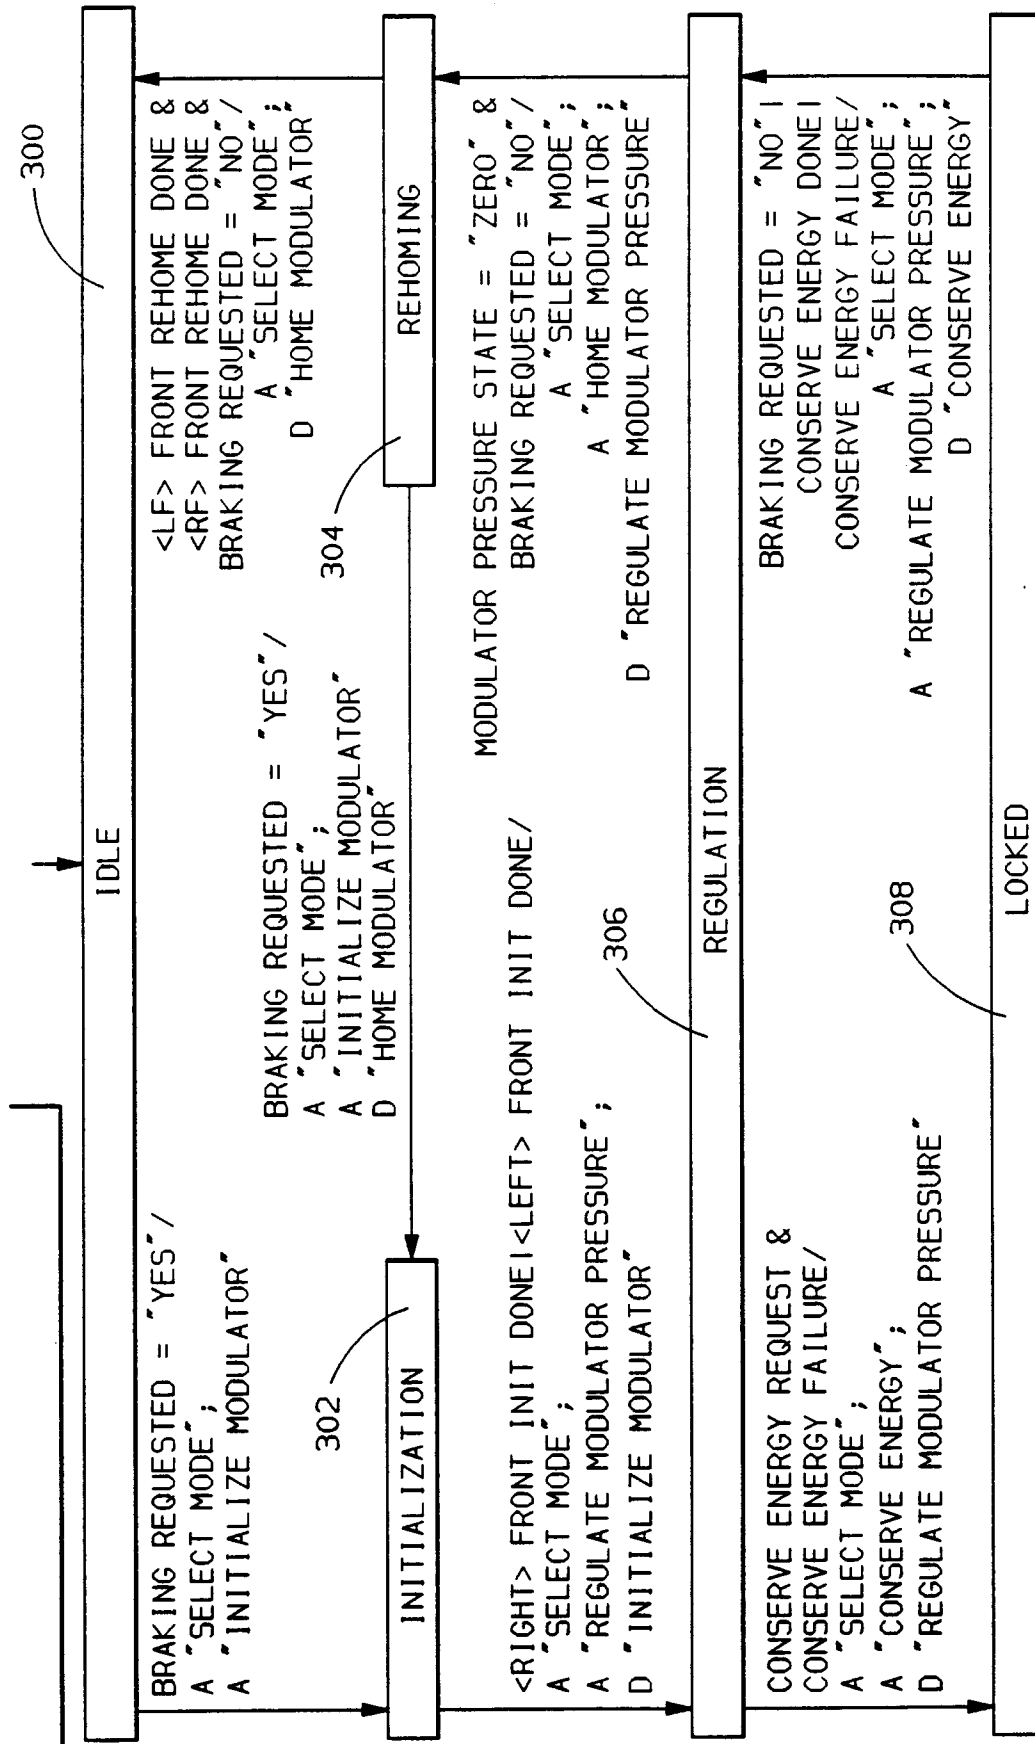 300
IDLE
BRAKING REQUESTED = "YES"/
A "SELECT MODE";
A "INITIALIZE MODULATOR"
<LF> FRONT REHOME DONE &
<RF> FRONT REHOME DONE &
BRAKING REQUESTED = "NO"/
A "SELECT MODE";
D "HOME MODULATOR"
BRAKING REQUESTED = "YES"/
A "SELECT MODE";
A "INITIALIZE MODULATOR"
D "HOME MODULATOR"
302
304
INITIALIZATION
REHOMING
<RIGHT> FRONT INIT DONE|<LEFT> FRONT INIT DONE/
A "SELECT MODE";
A "REGULATE MODULATOR PRESSURE";
D "INITIALIZE MODULATOR"
MODULATOR PRESSURE STATE = "ZERO" &
BRAKING REQUESTED = "NO"/
A "SELECT MODE";
A "HOME MODULATOR";
D "REGULATE MODULATOR PRESSURE"
306
REGULATION
CONSERVE ENERGY REQUEST &
CONSERVE ENERGY FAILURE/
A "SELECT MODE";
A "CONSERVE ENERGY";
D "REGULATE MODULATOR PRESSURE"
BRAKING REQUESTED = "NO"|
CONSERVE ENERGY DONE|
CONSERVE ENERGY FAILURE/
A "SELECT MODE";
A "REGULATE MODULATOR PRESSURE";
D "CONSERVE ENERGY"
308
LOCKED